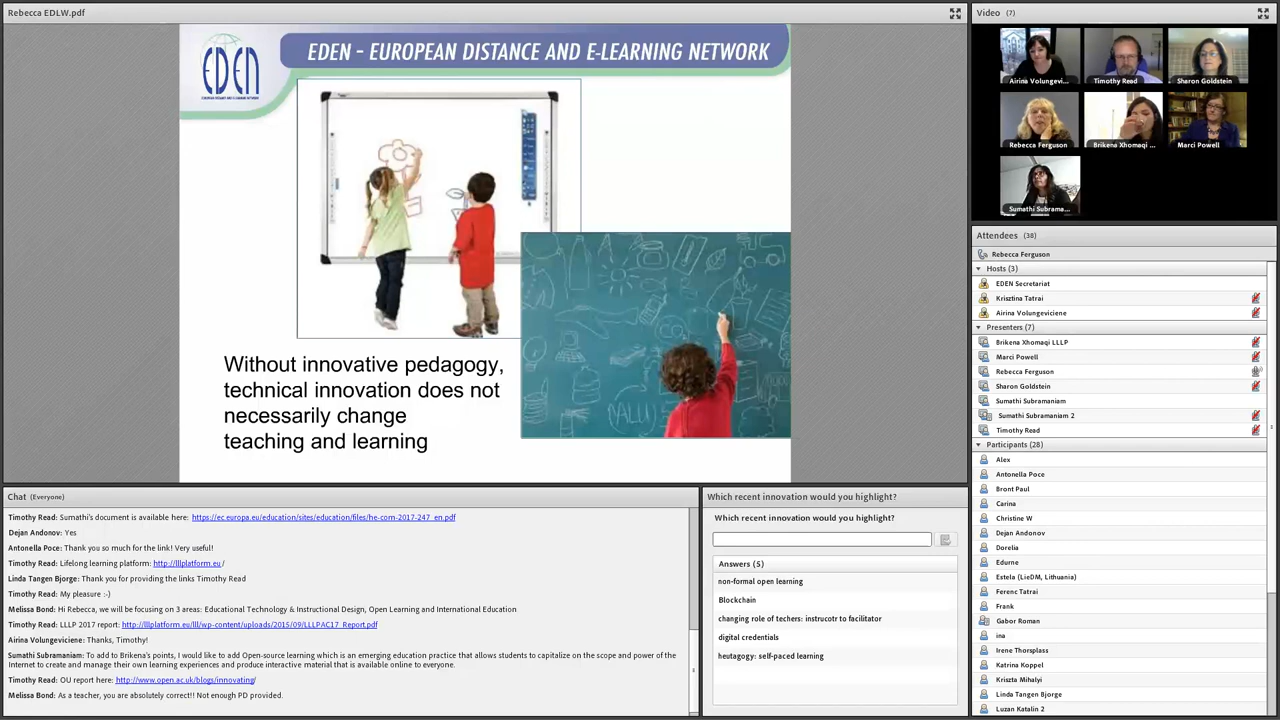 Rebecca EDLW.pdf
EDEN
EDEN – EUROPEAN DISTANCE AND E-LEARNING NETWORK
Without innovative pedagogy,
technical innovation does not
necessarily change
teaching and learning
Video (7)
Airina Volungevi...
Timothy Read
Sharon Goldstein
Rebecca Ferguson
Brikena Xhomaqi ...
Marci Powell
Sumathi Subrama...
Attendees (38)
Rebecca Ferguson
Hosts (3)
EDEN Secretariat
Krisztina Tatrai
Airina Volungeviciene
Presenters (7)
Brikena Xhomaqi LLLP
Marci Powell
Rebecca Ferguson
Sharon Goldstein
Sumathi Subramaniam
Sumathi Subramaniam 2
Timothy Read
Participants (28)
Alex
Antonella Poce
Bront Paul
Carina
Christine W
Dejan Andonov
Dorelia
Edurne
Estela (LieDM, Lithuania)
Ferenc Tatrai
Frank
Gabor Roman
ina
Irene Thorsplass
Katrina Koppel
Kriszta Mihalyi
Linda Tangen Bjorge
Luzan Katalin 2
Chat (Everyone)
Timothy Read: Sumathi's document is available here: https://ec.europa.eu/education/sites/education/files/he-com-2017-247_en.pdf
Dejan Andonov: Yes
Antonella Poce: Thank you so much for the link! Very useful!
Timothy Read: Lifelong learning platform: http://lllplatform.eu/
Linda Tangen Bjorge: Thank you for providing the links Timothy Read
Timothy Read: My pleasure :-)
Melissa Bond: Hi Rebecca, we will be focusing on 3 areas: Educational Technology & Instructional Design, Open Learning and International Education
Timothy Read: LLLP 2017 report: http://lllplatform.eu/lll/wp-content/uploads/2015/09/LLLPAC17_Report.pdf
Airina Volungeviciene: Thanks, Timothy!
Sumathi Subramaniam: To add to Brikena's points, I would like to add Open-source learning which is an emerging education practice that allows students to capitalize on the scope and power of the
Internet to create and manage their own learning experiences and produce interactive material that is available online to everyone.
Timothy Read: OU report here: http://www.open.ac.uk/blogs/innovating/
Melissa Bond: As a teacher, you are absolutely correct!! Not enough PD provided.
Which recent innovation would you highlight?
Which recent innovation would you highlight?
Answers (5)
non-formal open learning
Blockchain
changing role of techers: instrucotr to facilitator
digital credentials
heutagogy: self-paced learning